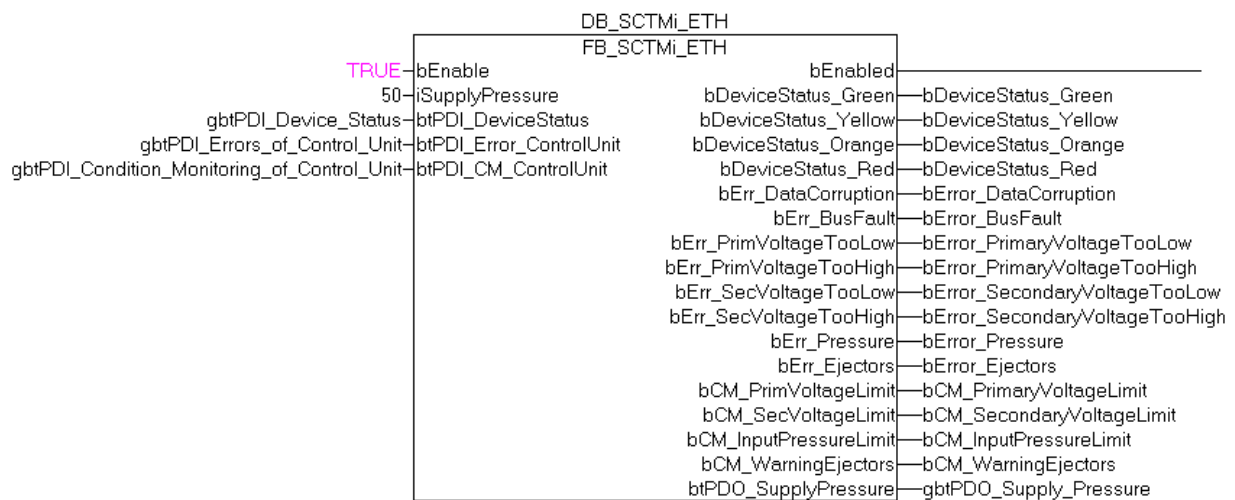 DB_SCTMi_ETH
FB_SCTMi_ETH
TRUE bEnable bEnabled
50 iSupplyPressure bDeviceStatus_Green bDeviceStatus_Green
gbtPDI_Device_Status btPDI_DeviceStatus bDeviceStatus_Yellow bDeviceStatus_Yellow
gbtPDI_Errors_of_Control_Unit btPDI_Error_ControlUnit bDeviceStatus_Orange bDeviceStatus_Orange
gbtPDI_Condition_Monitoring_of_Control_Unit btPDI_CM_ControlUnit bDeviceStatus_Red bDeviceStatus_Red
bErr_DataCorruption bError_DataCorruption
bErr_BusFault bError_BusFault
bErr_PrimVoltageTooLow bError_PrimaryVoltageTooLow
bErr_PrimVoltageTooHigh bError_PrimaryVoltageTooHigh
bErr_SecVoltageTooLow bError_SecondaryVoltageTooLow
bErr_SecVoltageTooHigh bError_SecondaryVoltageTooHigh
bErr_Pressure bError_Pressure
bErr_Ejectors bError_Ejectors
bCM_PrimVoltageLimit bCM_PrimaryVoltageLimit
bCM_SecVoltageLimit bCM_SecondaryVoltageLimit
bCM_InputPressureLimit bCM_InputPressureLimit
bCM_WarningEjectors bCM_WarningEjectors
btPDO_SupplyPressure gbtPDO_Supply_Pressure